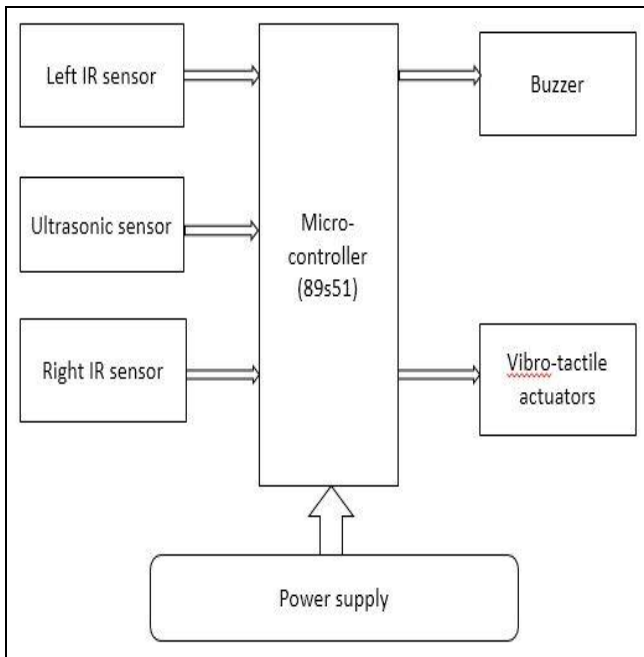 Left IR sensor
Ultrasonic sensor
Right IR sensor
Micro-
controller
(89s51)
Buzzer
Vibro-tactile
actuators
Power supply